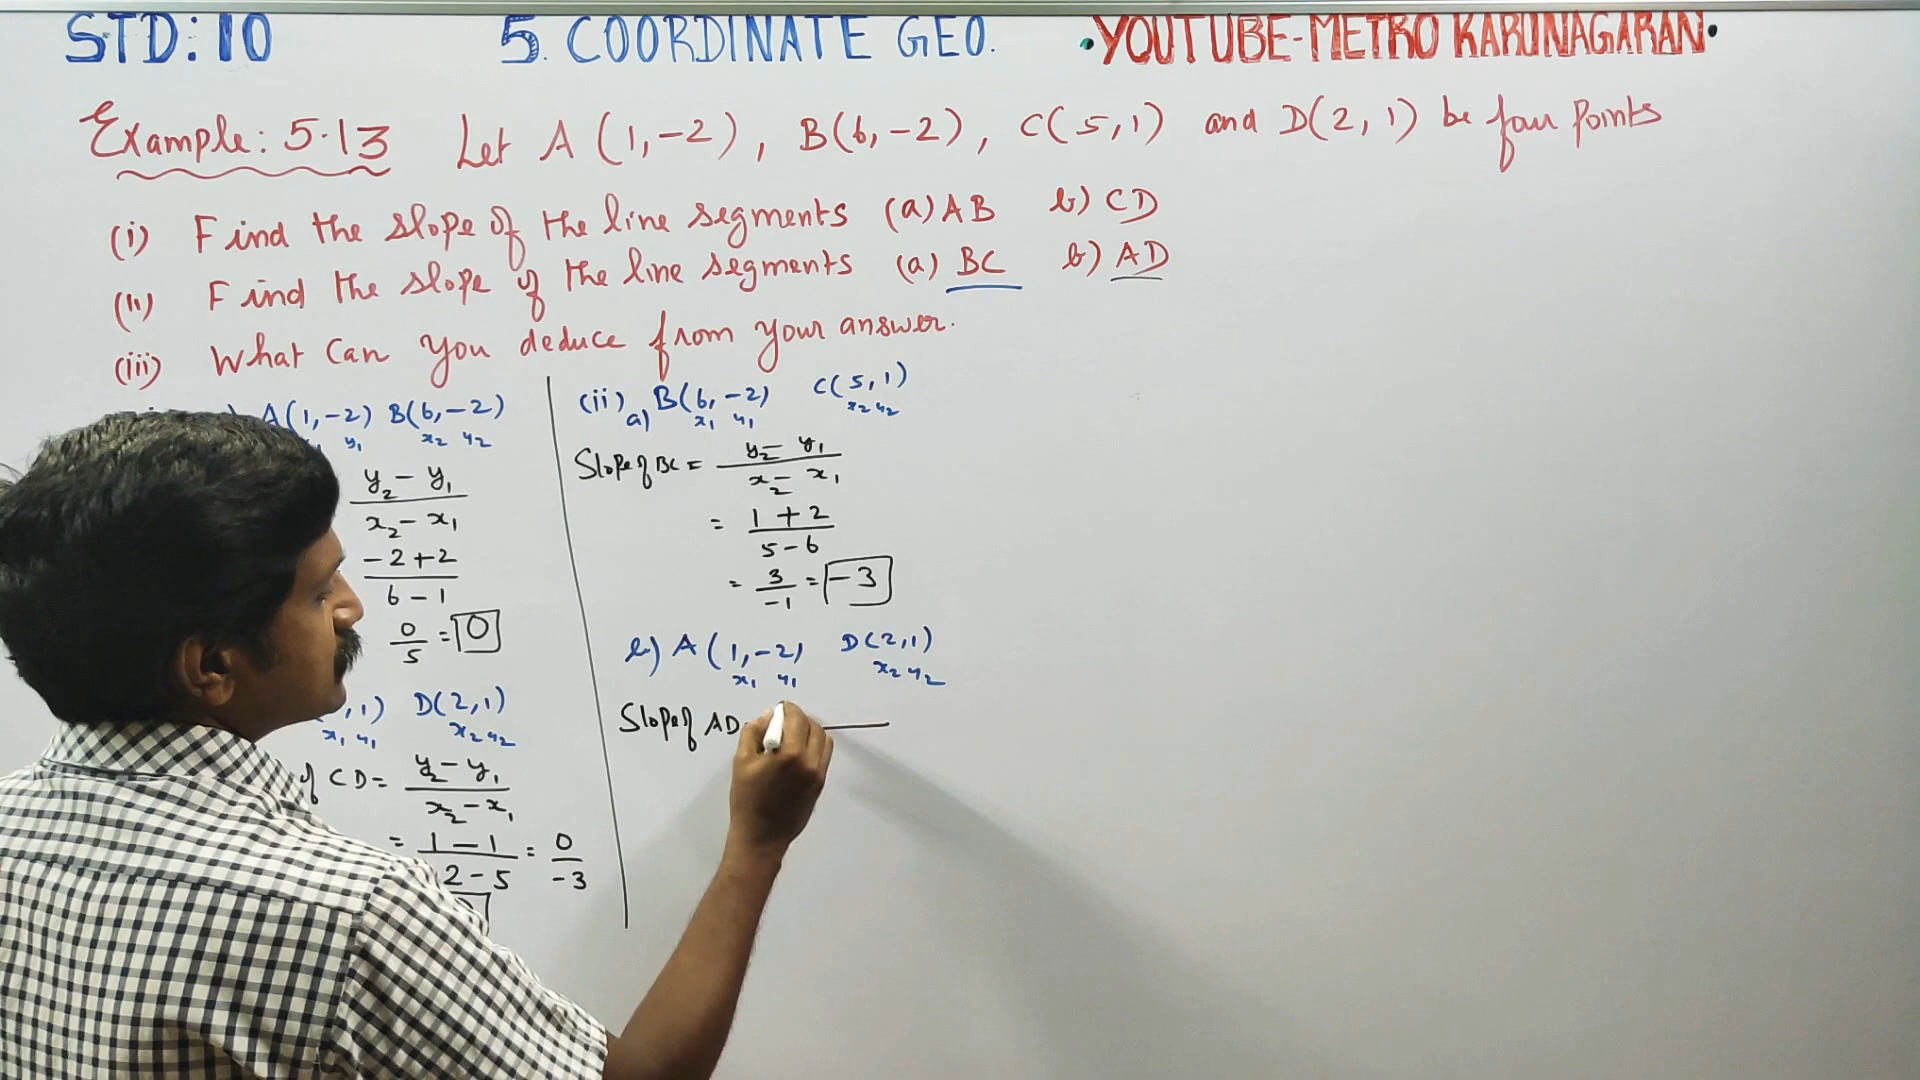 STD: 10 5. COORDINATE GEO. •YOUTUBE-METRO KARUNAGARAN•
Example: 5.13 Let A (1,-2), B(6,-2), C(5,1) and D(2,1) be four points
(i) Find the slope of the line segments (a) AB b) CD
(ii) Find the slope of the line segments (a) BC b) AD
(iii) What can you deduce from your answer.
A(1,-2) B(6,-2)
y₁ x₂ y₂
y₂ - y₁
x₂ - x₁
-2+2
6-1
0
5 = 0
,1) D(2,1)
x₁ y₁ x₂ y₂
of CD = y₂ - y₁
x₂ - x₁
= 1 - 1 = 0
2-5 -3
(ii) a) B(6,-2) C(5,1)
x₁ y₁ x₂ y₂
Slope of BC = y₂ - y₁
x₂ - x₁
= 1+2
5-6
= 3 = -3
-1
b) A (1,-2) D(2,1)
x₁ y₁ x₂ y₂
Slope of AD